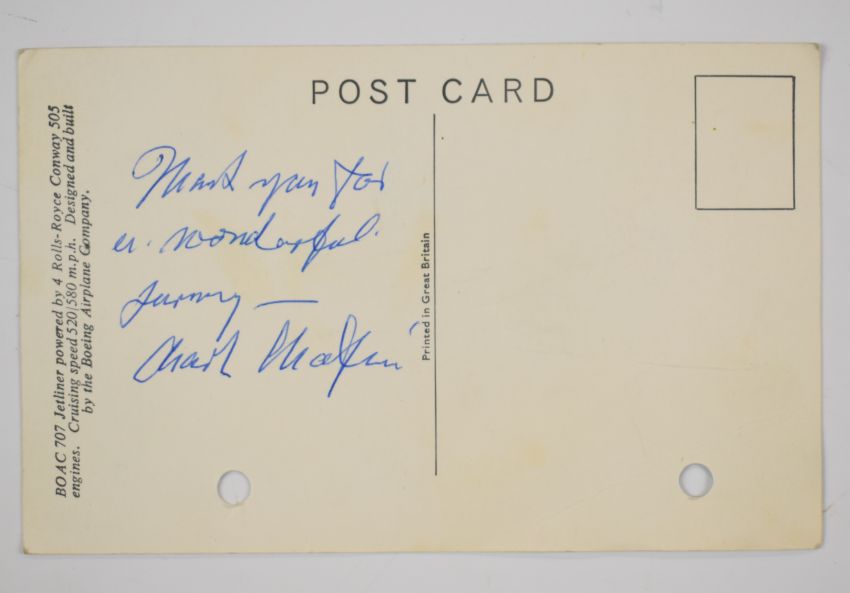 POST CARD
BOAC 707 Jetliner powered by 4 Rolls-Royce Conway 505
engines. Cruising speed 520/580 m.p.h. Designed and built
by the Boeing Airplane Company.
Thank you for
a wonderful
Printed in Great Britain